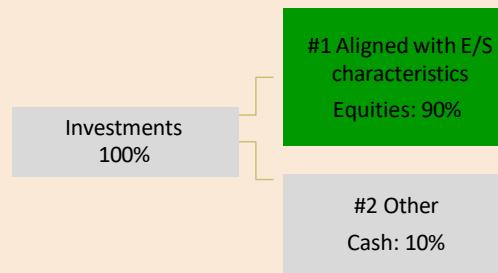 #1 Aligned with E/S
characteristics
Equities: 90%
Investments
100%
#2 Other
Cash: 10%